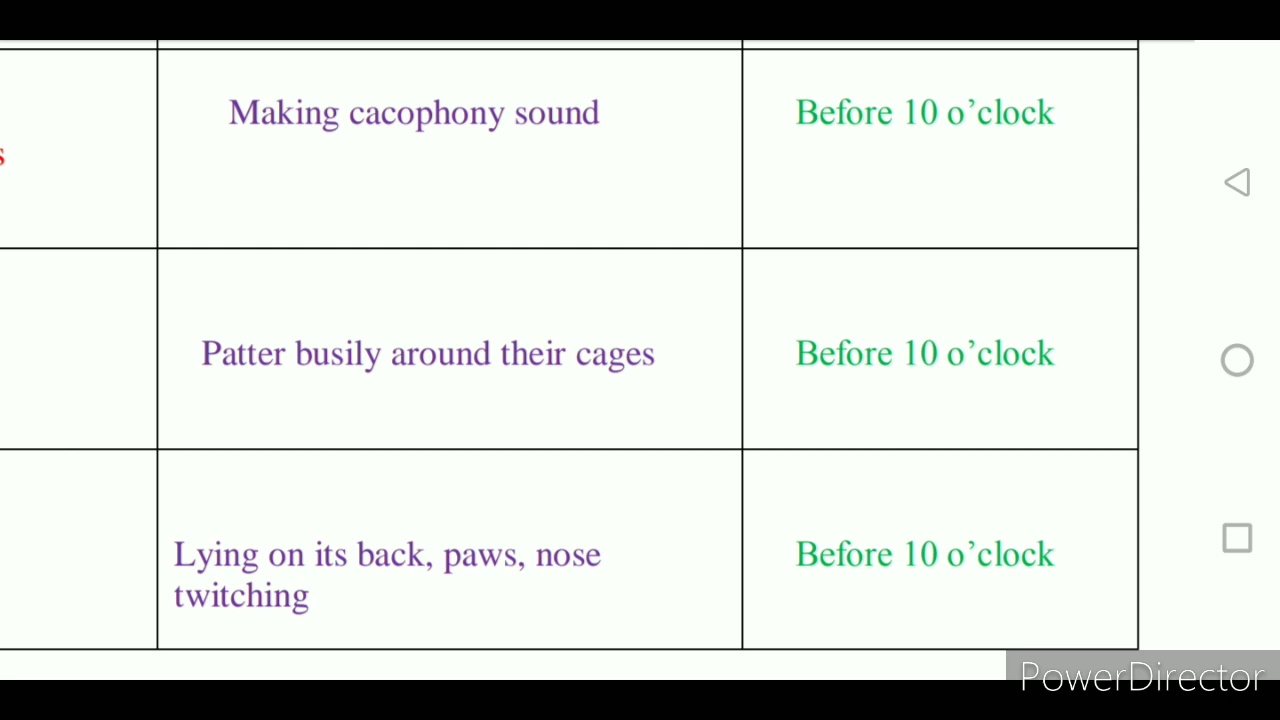 Making cacophony sound
Before 10 o’clock
s
Patter busily around their cages
Before 10 o’clock
Lying on its back, paws, nose
twitching
Before 10 o’clock
PowerDirector